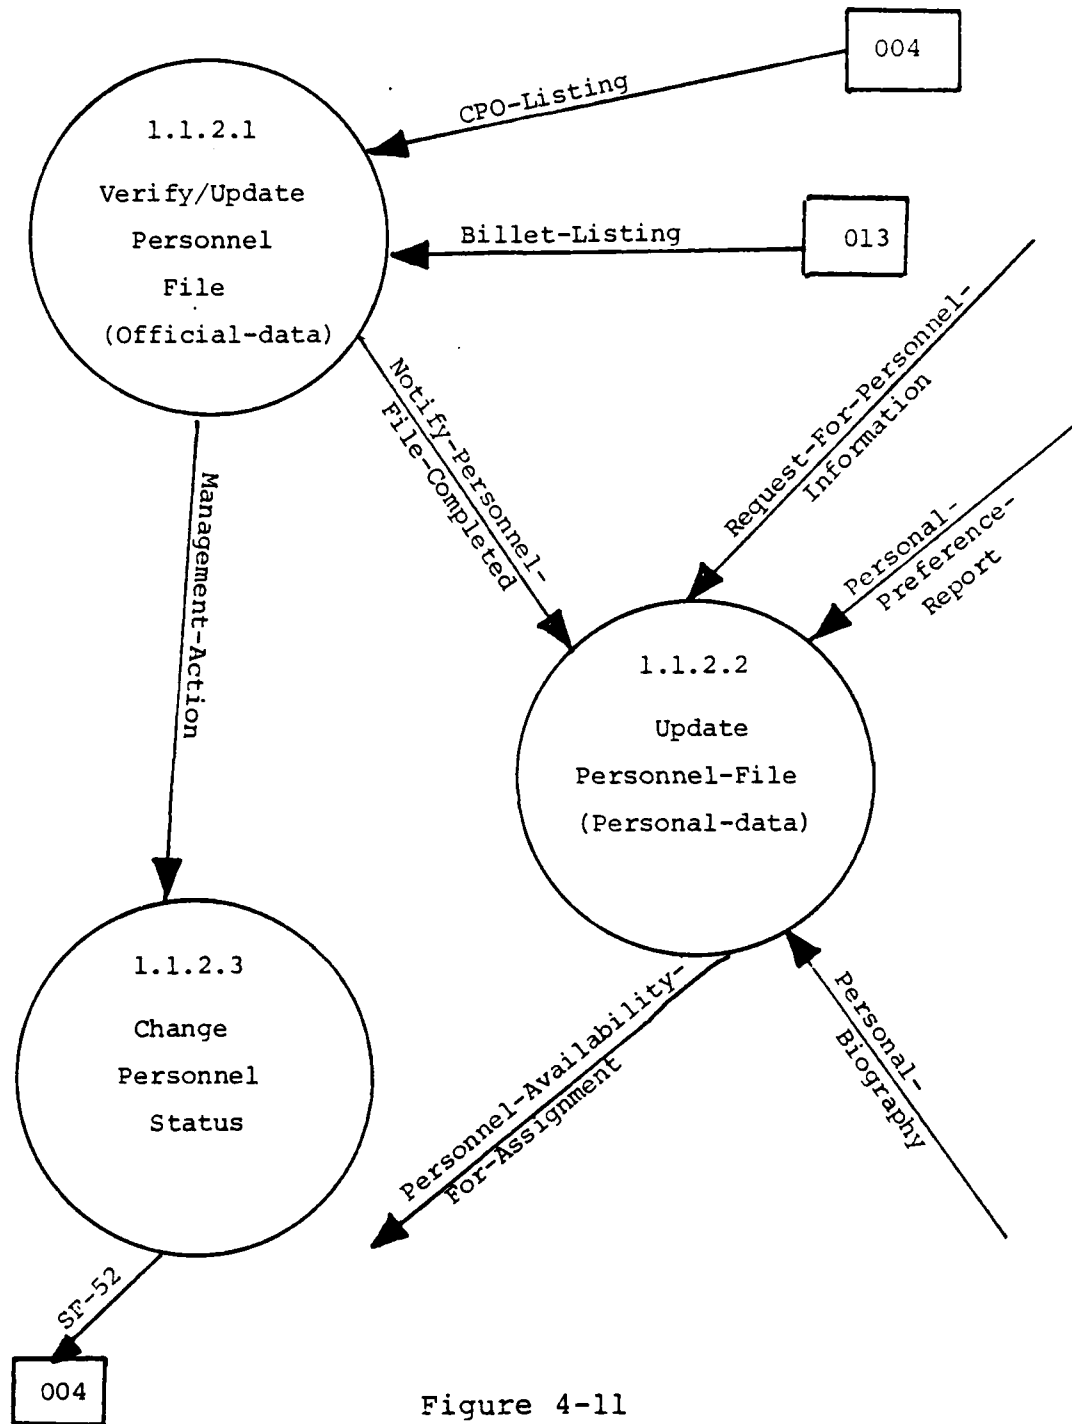 004
CPO-Listing
1.1.2.1
Verify/Update
Personnel
File
(Official-data)
Billet-Listing
013
Notify-Personnel-
File-Completed
Request-For-Personnel-
Information
Personal-
Preference-
Report
Management-Action
1.1.2.2
Update
Personnel-File
(Personal-data)
1.1.2.3
Change
Personnel
Status
Personnel-Availability-
For-Assignment
Personal-
Biography
SF-52
004
Figure 4-11